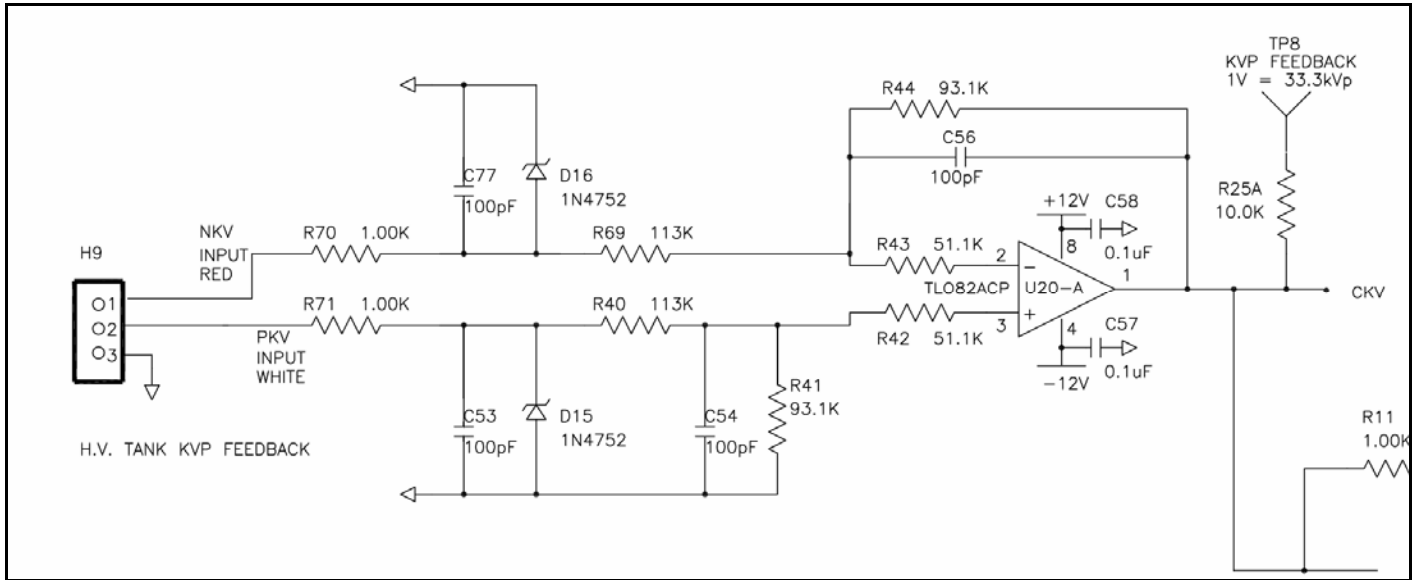 TP8
KVP FEEDBACK
1V = 33.3kVp
R44 93.1K
C56
100pF
C77
100pF
D16
1N4752
R25A
10.0K
+12V
C58
0.1uF
NKV
INPUT
RED
R70 1.00K
R69 113K
R43 51.1K
2
8
1
H9
TL082ACP
U20-A
-
+
CKV
1
2
3
R71 1.00K
R40 113K
3
R42 51.1K
4
C57
0.1uF
-12V
PKV
INPUT
WHITE
C53
100pF
D15
1N4752
C54
100pF
R41
93.1K
R11
1.00K
H.V. TANK KVP FEEDBACK